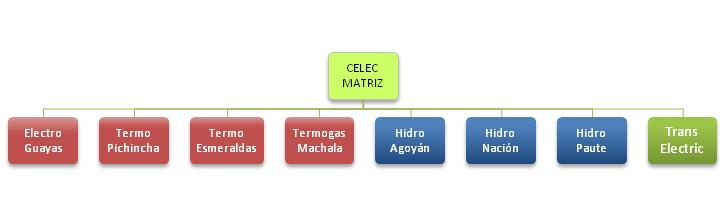 CELEC
MATRIZ
Electro
Guayas
Termo
Pichincha
Termo
Esmeraldas
Termogas
Machala
Hidro
Agoyán
Hidro
Nación
Hidro
Paute
Trans
Electric